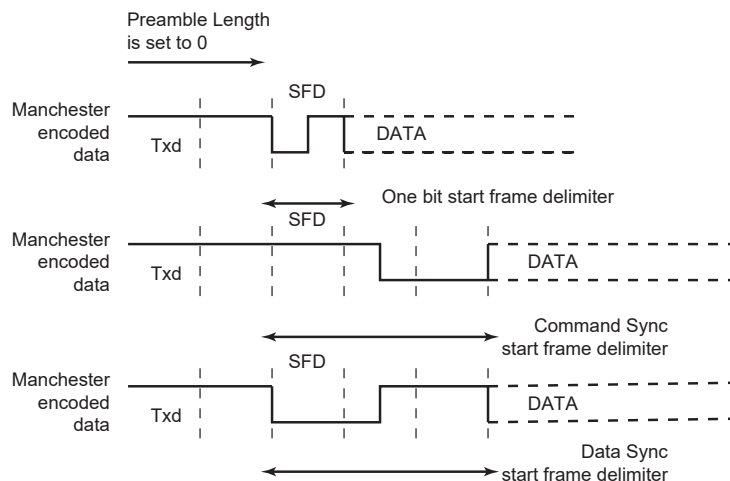 Preamble Length
is set to 0
SFD
Manchester
encoded
data
Txd
DATA
One bit start frame delimiter
SFD
Manchester
encoded
data
Txd
DATA
Command Sync
start frame delimiter
SFD
Manchester
encoded
data
Txd
DATA
Data Sync
start frame delimiter